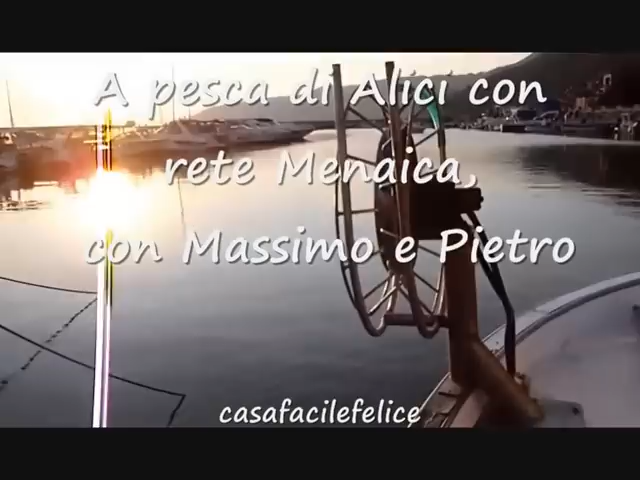 A pesca di Alici con
rete Menaica,
con Massimo e Pietro
casafacilefelice